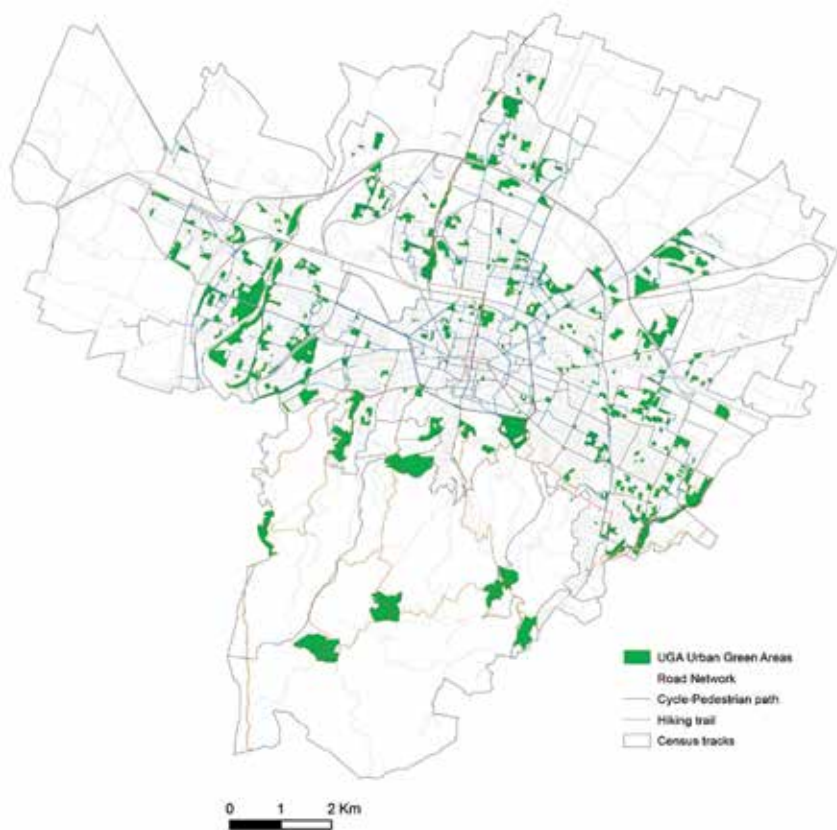 UGA Urban Green Areas
Road Network
Cycle-Pedestrian path
Hiking trail
Census tracks
0 1 2 Km